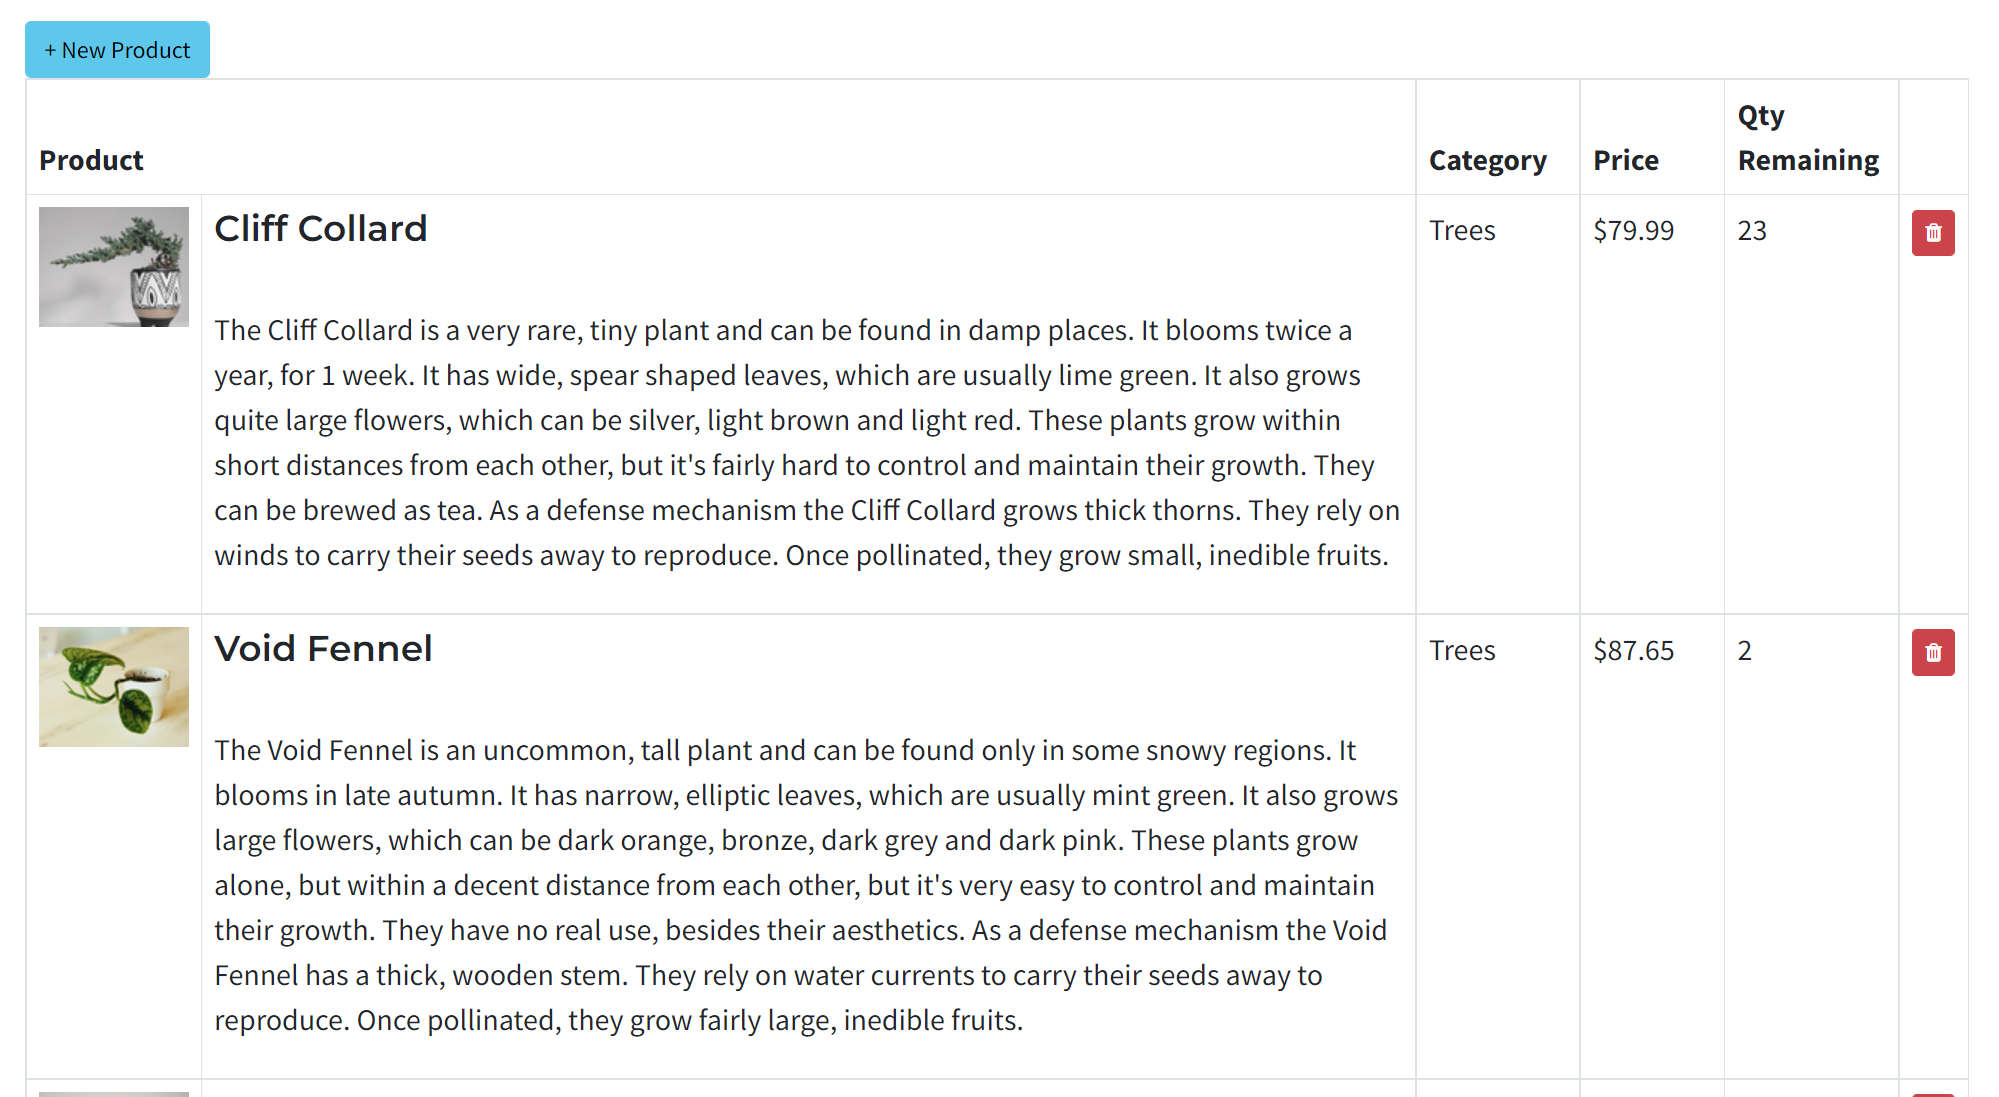 + New Product
Product
Category
Price
Qty
Remaining
Cliff Collard
Trees
$79.99
23
The Cliff Collard is a very rare, tiny plant and can be found in damp places. It blooms twice a
year, for 1 week. It has wide, spear shaped leaves, which are usually lime green. It also grows
quite large flowers, which can be silver, light brown and light red. These plants grow within
short distances from each other, but it's fairly hard to control and maintain their growth. They
can be brewed as tea. As a defense mechanism the Cliff Collard grows thick thorns. They rely on
winds to carry their seeds away to reproduce. Once pollinated, they grow small, inedible fruits.
Void Fennel
Trees
$87.65
2
The Void Fennel is an uncommon, tall plant and can be found only in some snowy regions. It
blooms in late autumn. It has narrow, elliptic leaves, which are usually mint green. It also grows
large flowers, which can be dark orange, bronze, dark grey and dark pink. These plants grow
alone, but within a decent distance from each other, but it's very easy to control and maintain
their growth. They have no real use, besides their aesthetics. As a defense mechanism the Void
Fennel has a thick, wooden stem. They rely on water currents to carry their seeds away to
reproduce. Once pollinated, they grow fairly large, inedible fruits.